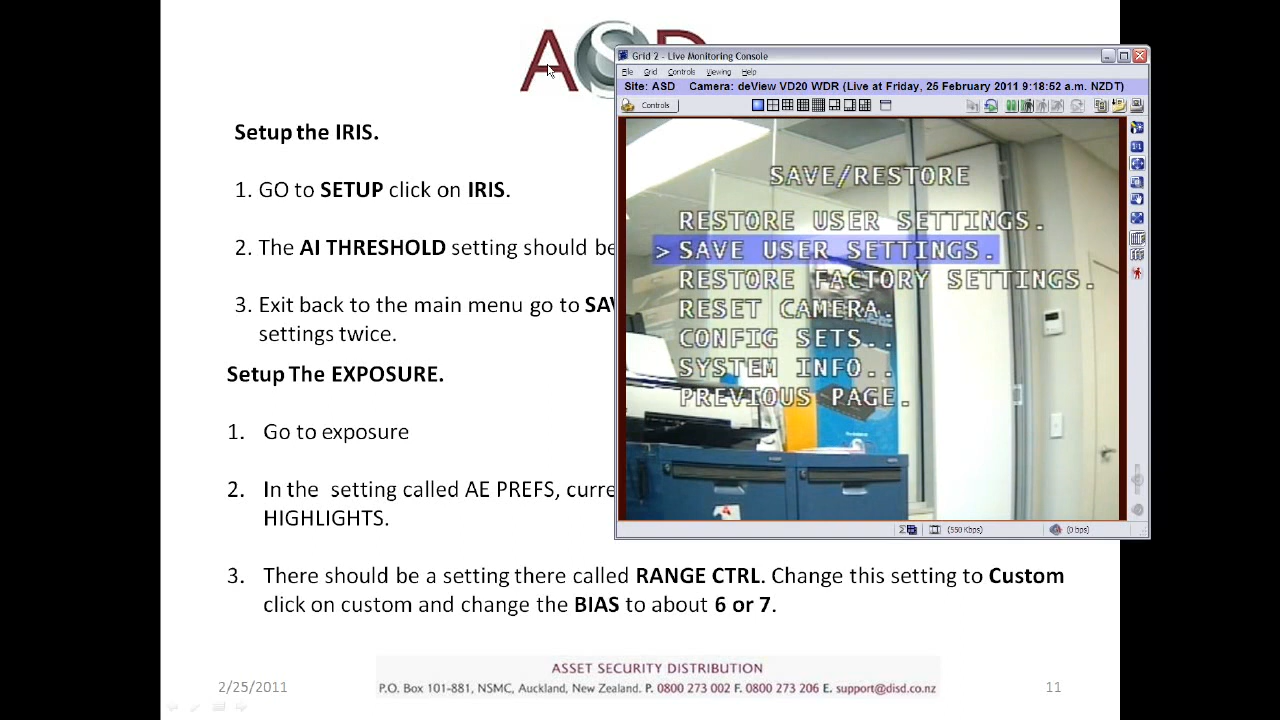 ASD
Setup the IRIS.
1. GO to SETUP click on IRIS.
2. The AI THRESHOLD setting should be
3. Exit back to the main menu go to
settings twice.
Setup The EXPOSURE.
1. Go to exposure
2. In the setting called AE PREFS,
HIGHLIGHTS.
3. There should be a setting there called RANGE CTRL. Change this setting to Custom
click on custom and change the BIAS to about 6 or 7.
Grid 2 - Live Monitoring Console
File Grid Controls Viewing Help
Site: ASD Camera: deView VD20 WDR (Live at Friday, 25 February 2011 9:18:52 a.m. NZDT)
Controls
1:1
SAVE/RESTORE
RESTORE USER SETTINGS.
> SAVE USER SETTINGS.
RESTORE FACTORY SETTINGS.
RESET CAMERA.
CONFIG SETS..
SYSTEM INFO..
PREVIOUS PAGE.
(550 Kbps) (0 bps)
ASSET SECURITY DISTRIBUTION
P.O. Box 101-881, NSMC, Auckland, New Zealand. P. 0800 273 002 F. 0800 273 206 E. support@disd.co.nz
2/25/2011
11